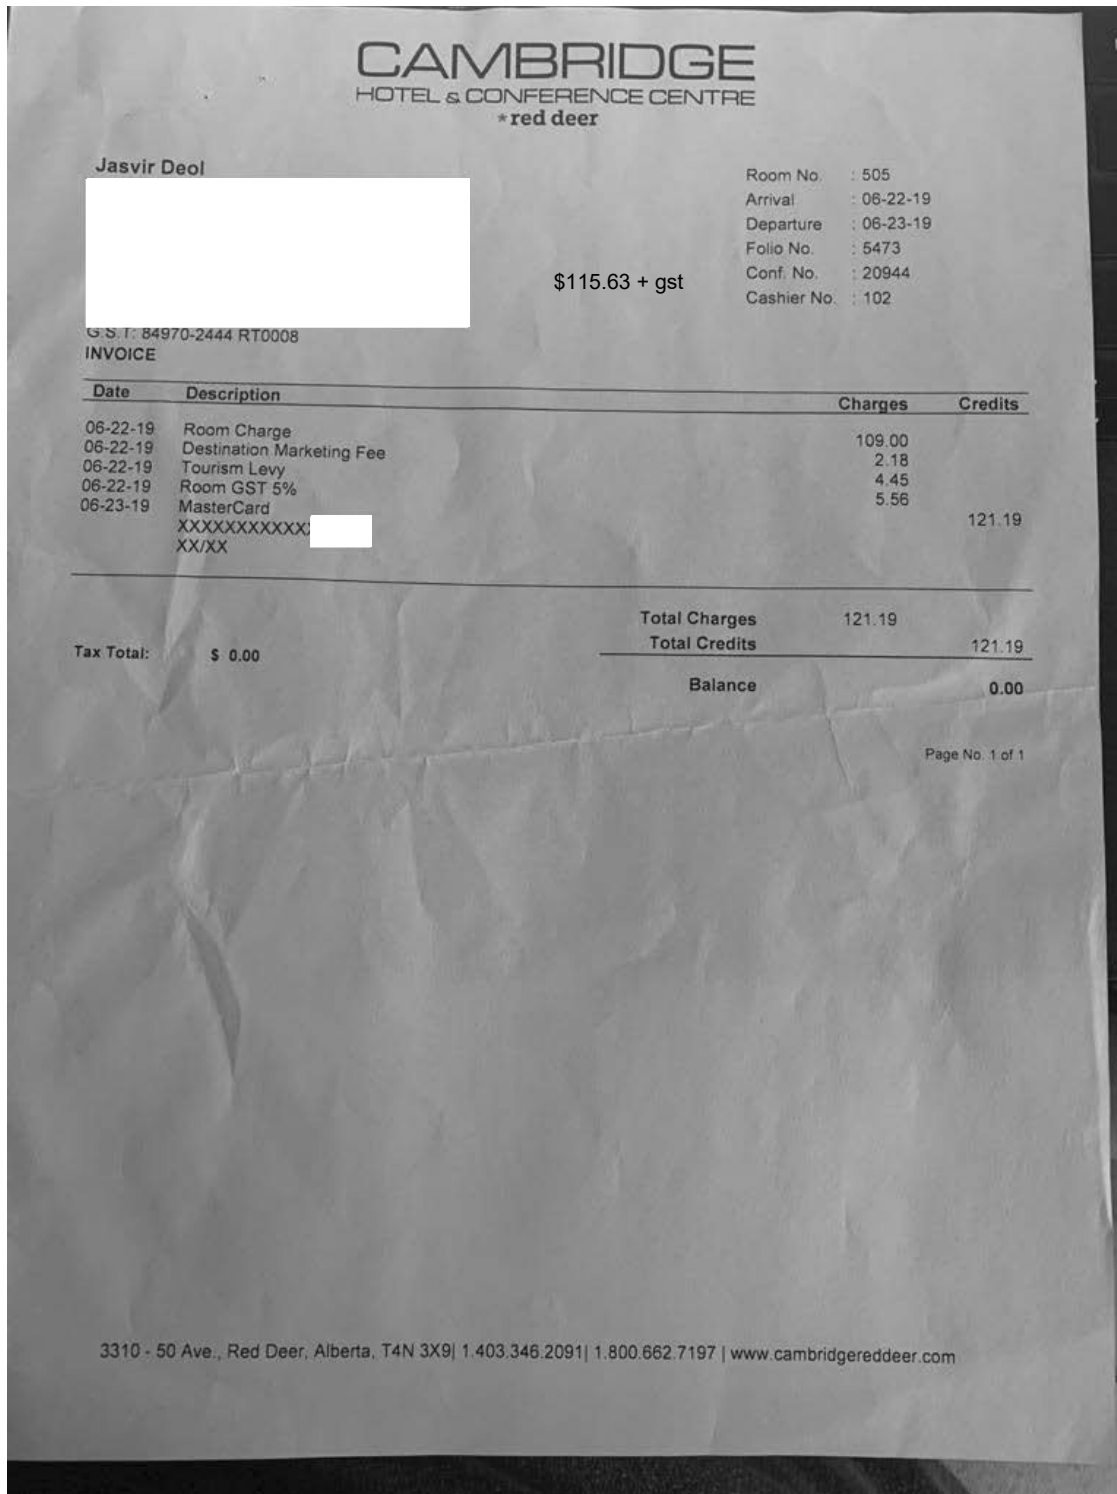 CAMBRIDGE
HOTEL & CONFERENCE CENTRE
*red deer
Jasvir Deol
Room No. : 505
Arrival : 06-22-19
Departure : 06-23-19
Folio No. : 5473
Conf. No. : 20944
Cashier No. : 102
$115.63 + gst
G.S.T: 84970-2444 RT0008
INVOICE
Date Description Charges Credits
06-22-19 Room Charge 109.00
06-22-19 Destination Marketing Fee 2.18
06-22-19 Tourism Levy 4.45
06-22-19 Room GST 5% 5.56
06-23-19 MasterCard 121.19
XXXXXXXXXXXX
XX/XX
Total Charges 121.19
Total Credits 121.19
Tax Total: $ 0.00
Balance 0.00
Page No. 1 of 1
3310 - 50 Ave., Red Deer, Alberta, T4N 3X9| 1.403.346.2091| 1.800.662.7197 | www.cambridgereddeer.com